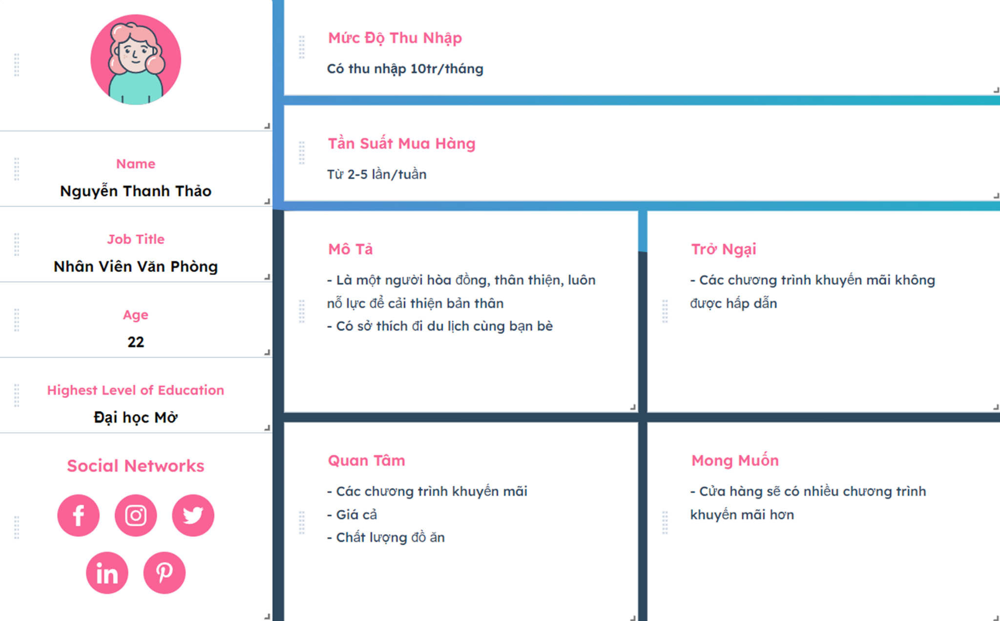 Name
Nguyễn Thanh Thảo
Job Title
Nhân Viên Văn Phòng
Age
22
Highest Level of Education
Đại học Mở
Social Networks
f
in
Mức Độ Thu Nhập
Có thu nhập 10tr/tháng
Tần Suất Mua Hàng
Từ 2-5 lần/tuần
Mô Tả
- Là một người hòa đồng, thân thiện, luôn
nỗ lực để cải thiện bản thân
- Có sở thích đi du lịch cùng bạn bè
Trở Ngại
- Các chương trình khuyến mãi không
được hấp dẫn
Quan Tâm
- Các chương trình khuyến mãi
- Giá cả
- Chất lượng đồ ăn
Mong Muốn
- Cửa hàng sẽ có nhiều chương trình
khuyến mãi hơn